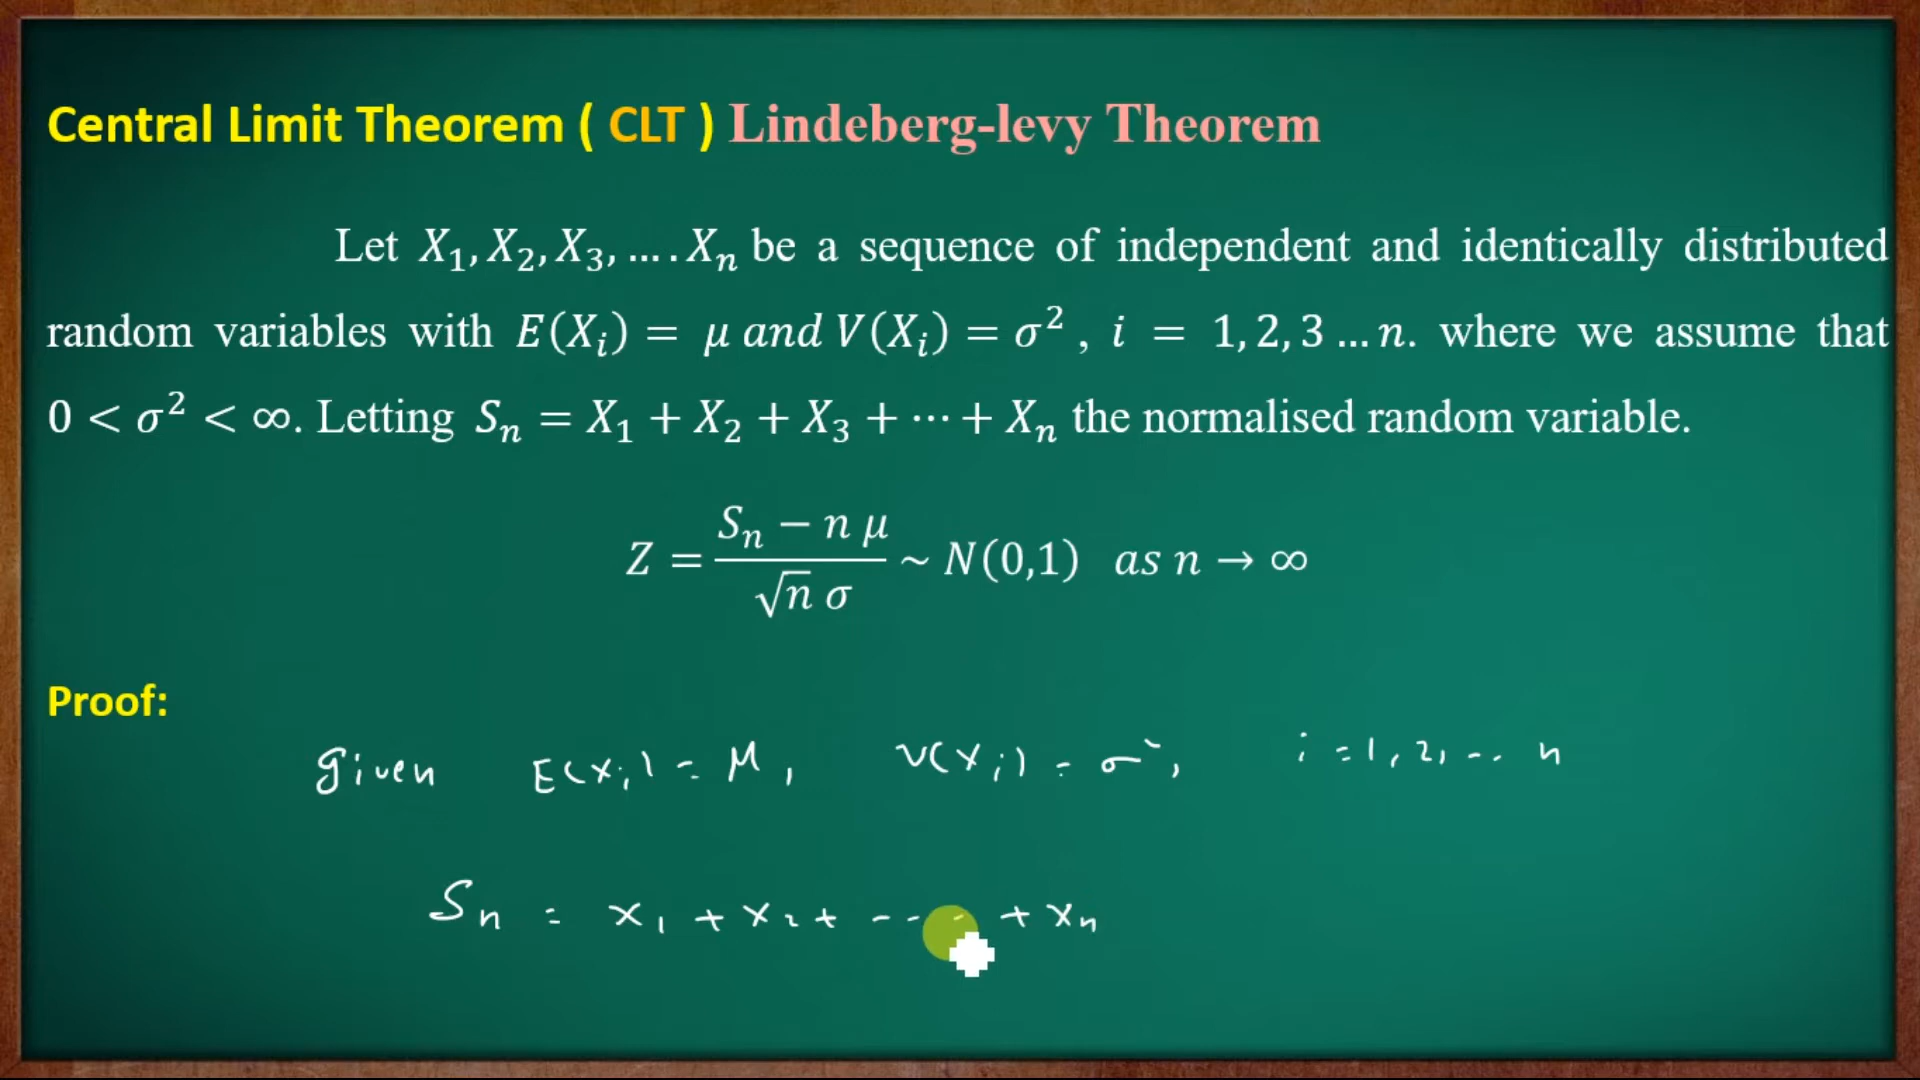 Central Limit Theorem ( CLT ) Lindeberg-levy Theorem
Let X₁, X₂, X₃, … . Xₙ be a sequence of independent and identically distributed
random variables with E(Xᵢ) = μ and V(Xᵢ) = σ² , i = 1, 2, 3 … n. where we assume that
0 < σ² < ∞. Letting Sₙ = X₁ + X₂ + X₃ + ⋯ + Xₙ the normalised random variable.
Z = (Sₙ − n μ)/(√n σ) ~ N(0,1) as n → ∞
Proof:
Given E(Xᵢ) = μ, V(Xᵢ) = σ², i = 1, 2, -.. n
Sₙ = X₁ + X₂ + ---- + Xₙ